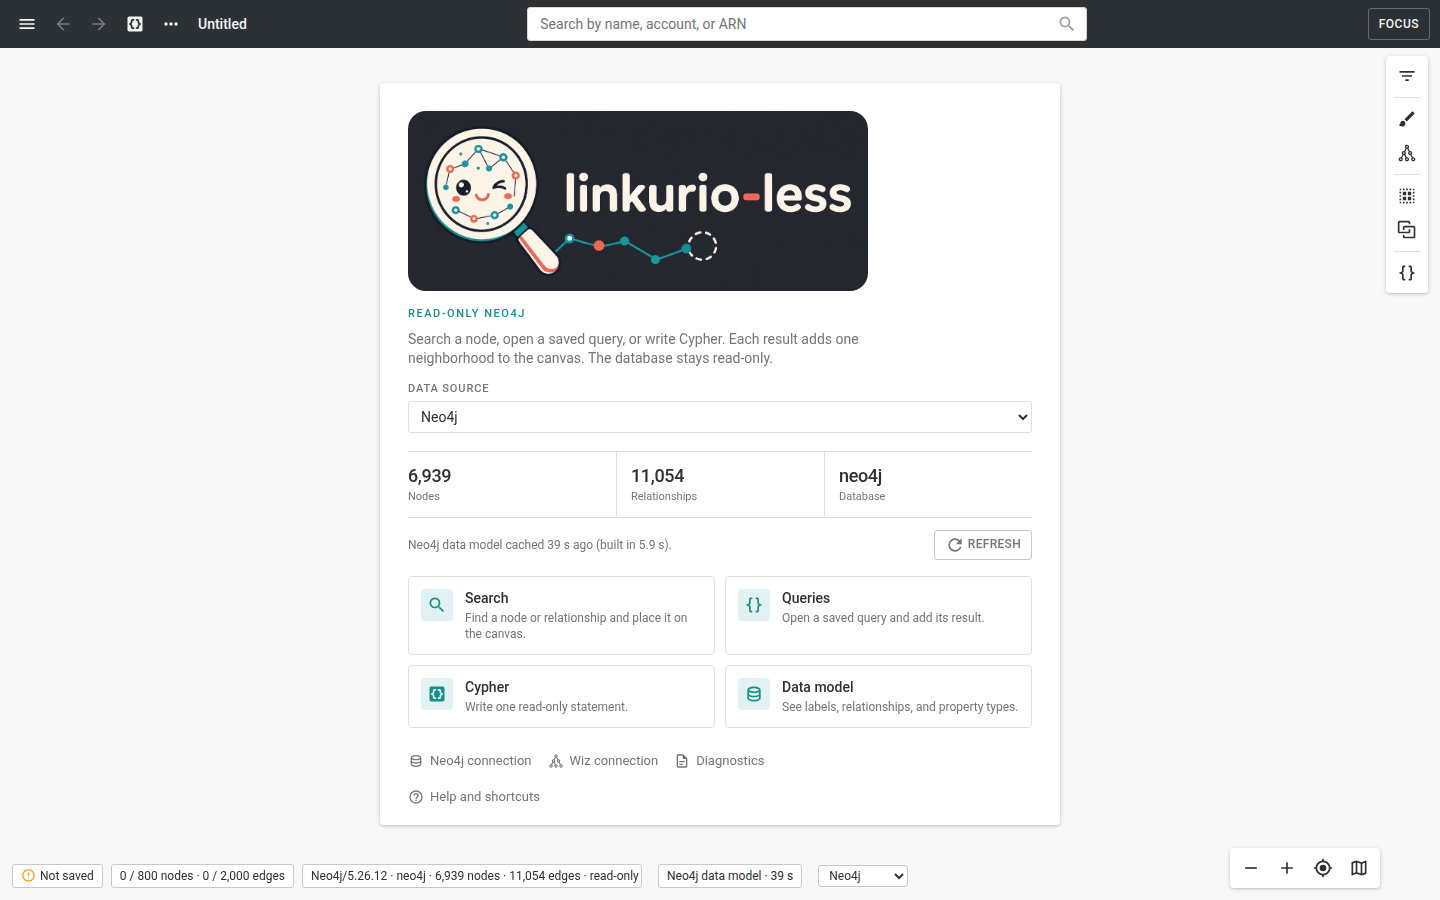 Untitled
Search by name, account, or ARN
FOCUS
linkurio-less
READ-ONLY NEO4J
Search a node, open a saved query, or write Cypher. Each result adds one
neighborhood to the canvas. The database stays read-only.
DATA SOURCE
Neo4j
6,939
Nodes
11,054
Relationships
neo4j
Database
Neo4j data model cached 39 s ago (built in 5.9 s).
REFRESH
Search
Find a node or relationship and place it on
the canvas.
Queries
Open a saved query and add its result.
Cypher
Write one read-only statement.
Data model
See labels, relationships, and property types.
Neo4j connection
Wiz connection
Diagnostics
Help and shortcuts
Not saved
0 / 800 nodes · 0 / 2,000 edges
Neo4j/5.26.12 · neo4j · 6,939 nodes · 11,054 edges · read-only
Neo4j data model · 39 s
Neo4j